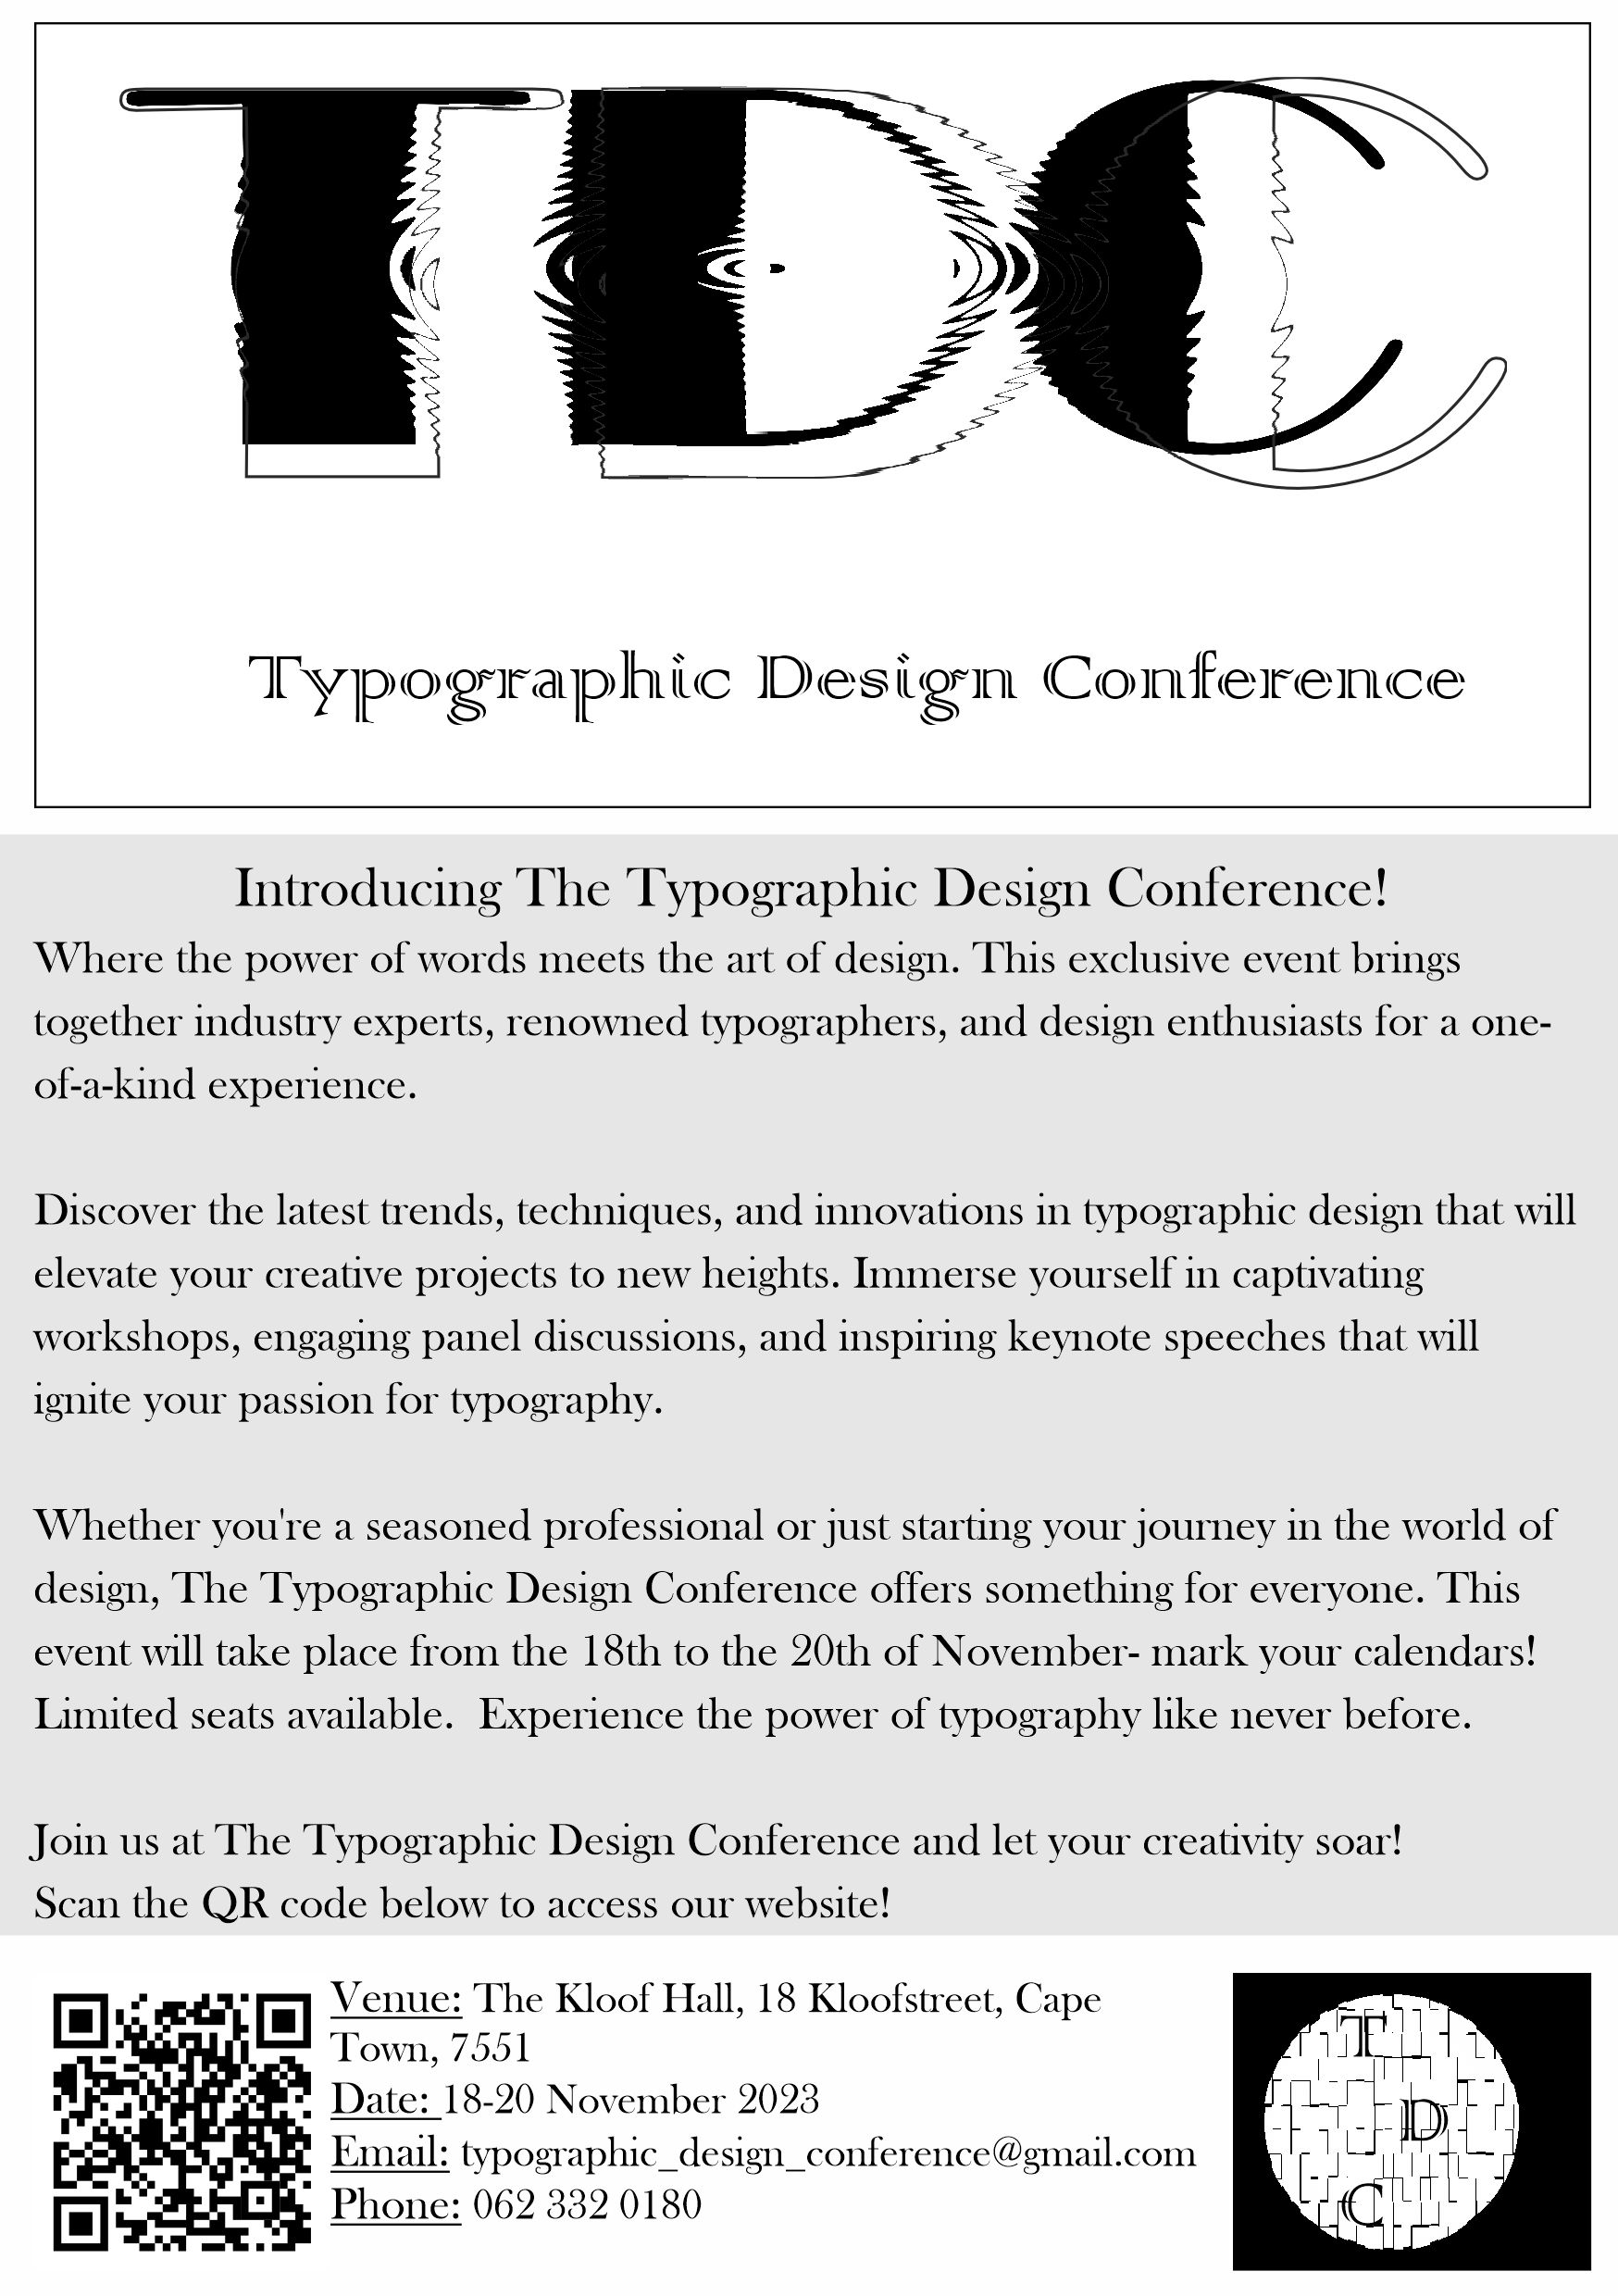 TDC
Typographic Design Conference
Introducing The Typographic Design Conference!
Where the power of words meets the art of design. This exclusive event brings
together industry experts, renowned typographers, and design enthusiasts for a one-
of-a-kind experience.
Discover the latest trends, techniques, and innovations in typographic design that will
elevate your creative projects to new heights. Immerse yourself in captivating
workshops, engaging panel discussions, and inspiring keynote speeches that will
ignite your passion for typography.
Whether you're a seasoned professional or just starting your journey in the world of
design, The Typographic Design Conference offers something for everyone. This
event will take place from the 18th to the 20th of November- mark your calendars!
Limited seats available.  Experience the power of typography like never before.
Join us at The Typographic Design Conference and let your creativity soar!
Scan the QR code below to access our website!
Venue: The Kloof Hall, 18 Kloofstreet, Cape
Town, 7551
Date: 18-20 November 2023
Email: typographic_design_conference@gmail.com
Phone: 062 332 0180
T
D
C